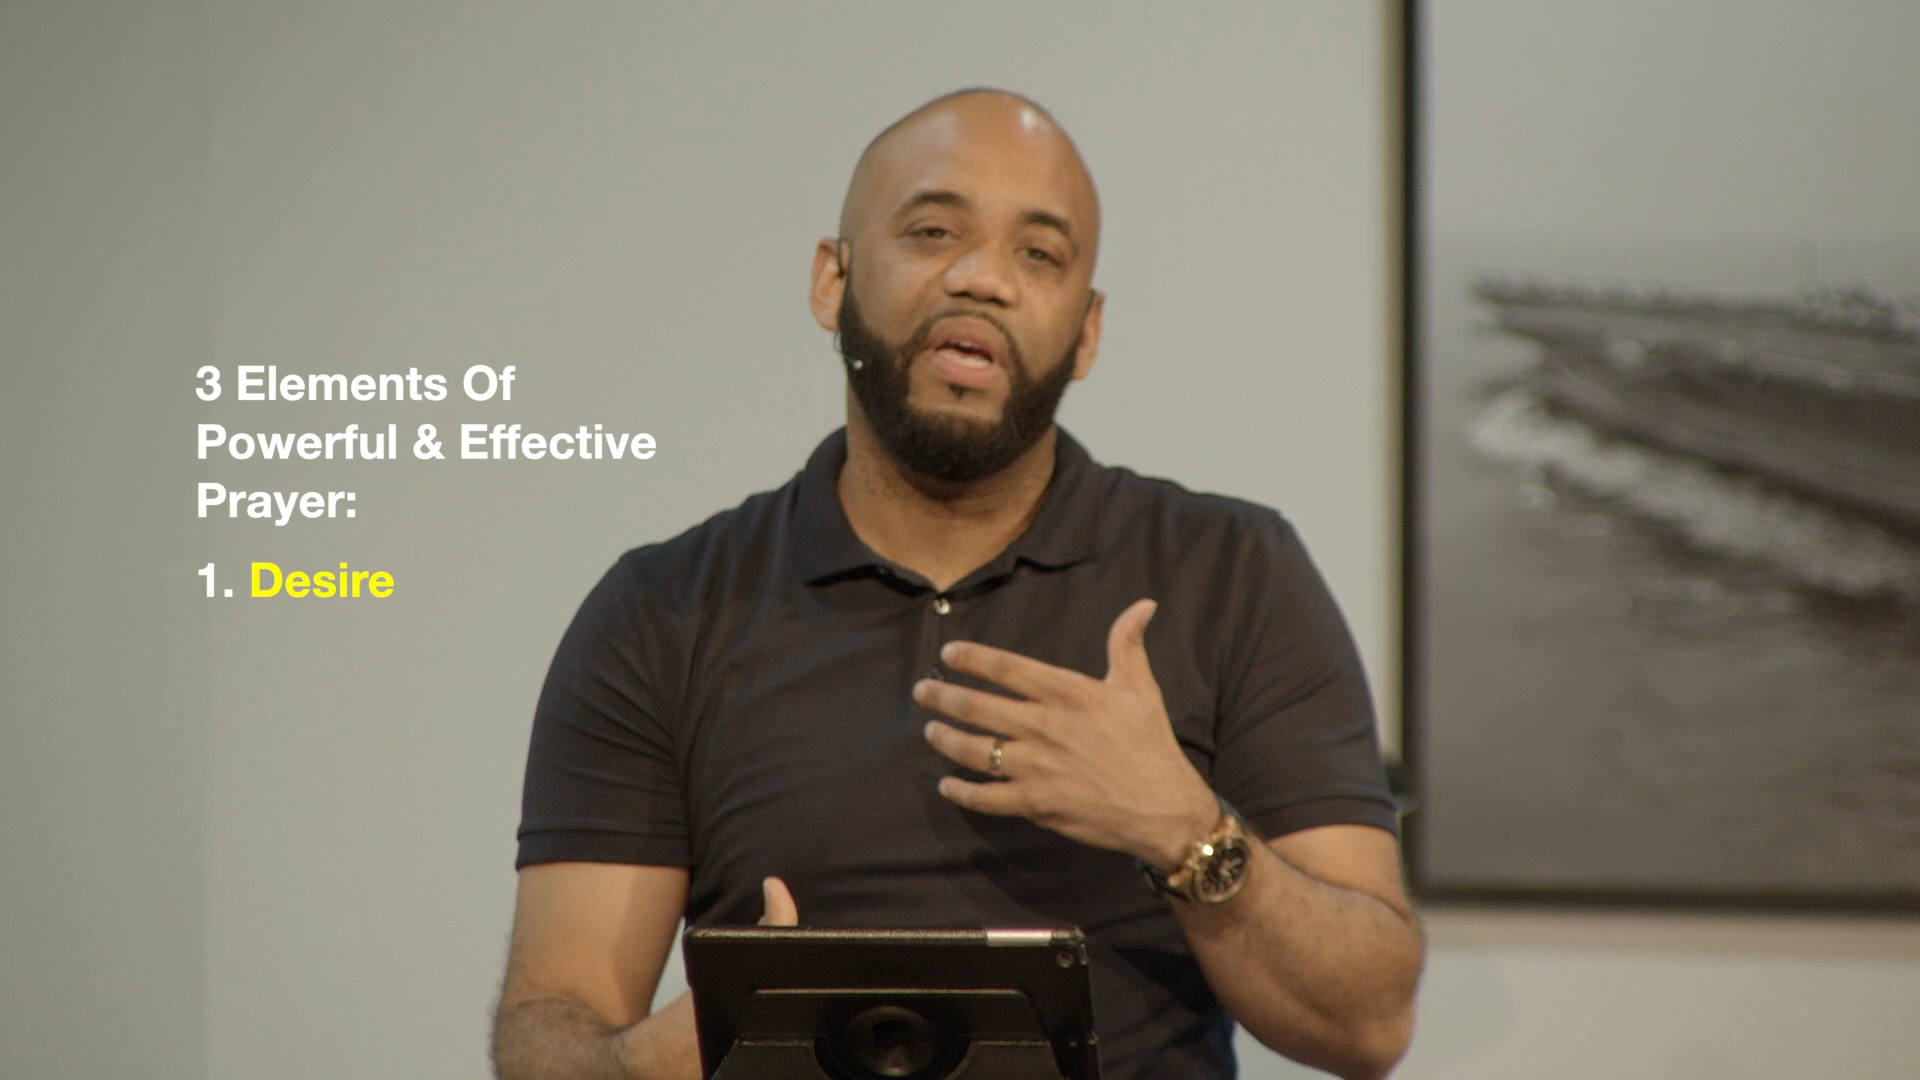 3 Elements Of
Powerful & Effective
Prayer:
1. Desire